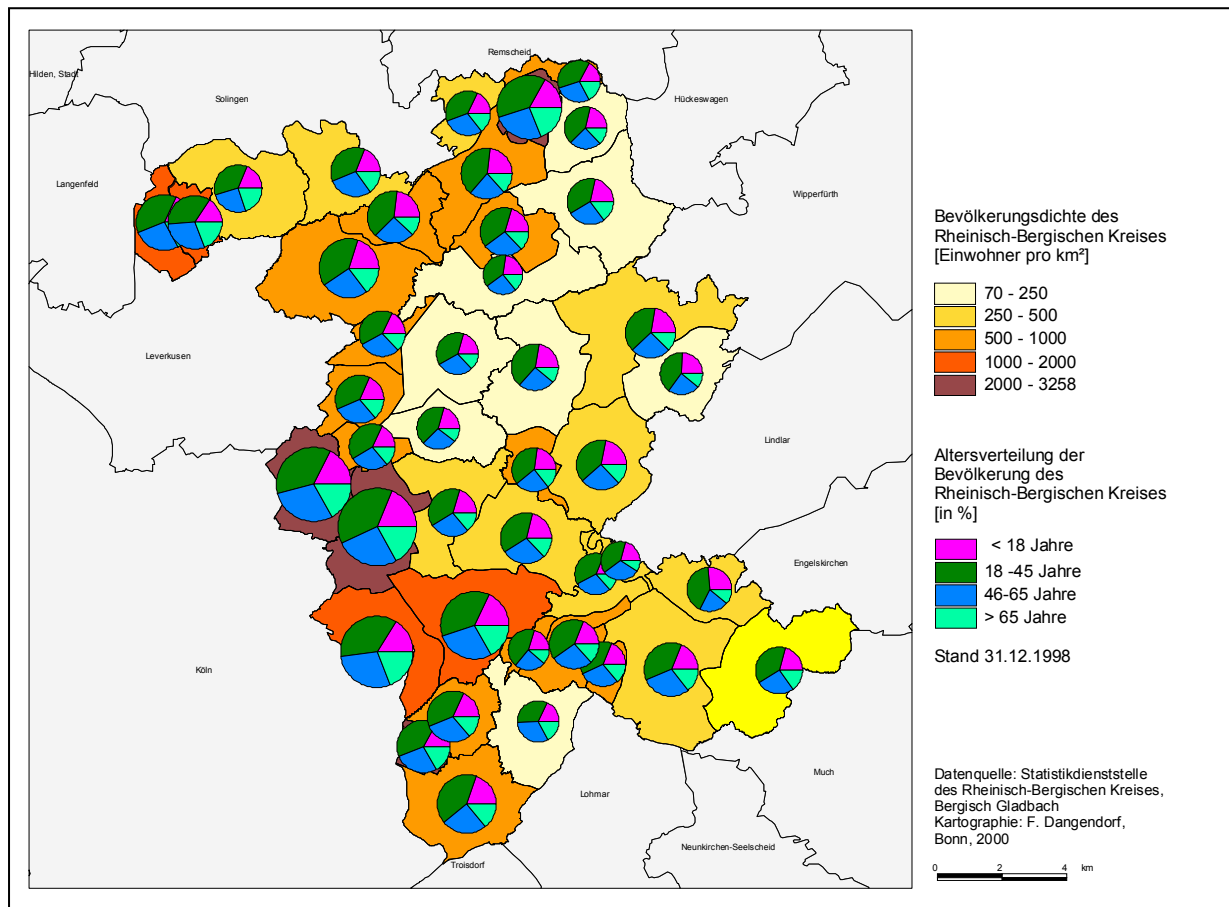 Remscheid
Hilden, Stadt
Solingen
Hückeswagen
Langenfeld
Wipperfürth
Leverkusen
Lindlar
Engelskirchen
Köln
Much
Lohmar
Neunkirchen-Seelscheid
Troisdorf
Bevölkerungsdichte des
Rheinisch-Bergischen Kreises
[Einwohner pro km²]
70 - 250
250 - 500
500 - 1000
1000 - 2000
2000 - 3258
Altersverteilung der
Bevölkerung des
Rheinisch-Bergischen Kreises
[in %]
< 18 Jahre
18 -45 Jahre
46-65 Jahre
> 65 Jahre
Stand 31.12.1998
Datenquelle: Statistikdienststelle
des Rheinisch-Bergischen Kreises,
Bergisch Gladbach
Kartographie: F. Dangendorf,
Bonn, 2000
0 2 4 km